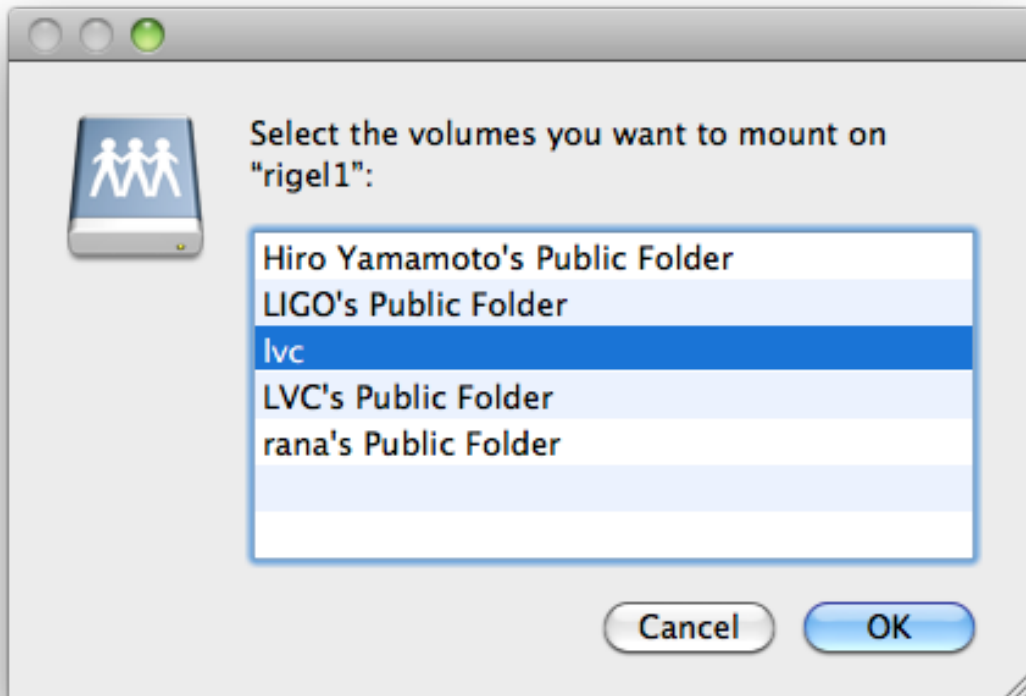 Select the volumes you want to mount on
“rigel1”:
Hiro Yamamoto's Public Folder
LIGO's Public Folder
lvc
LVC's Public Folder
rana's Public Folder
Cancel
OK